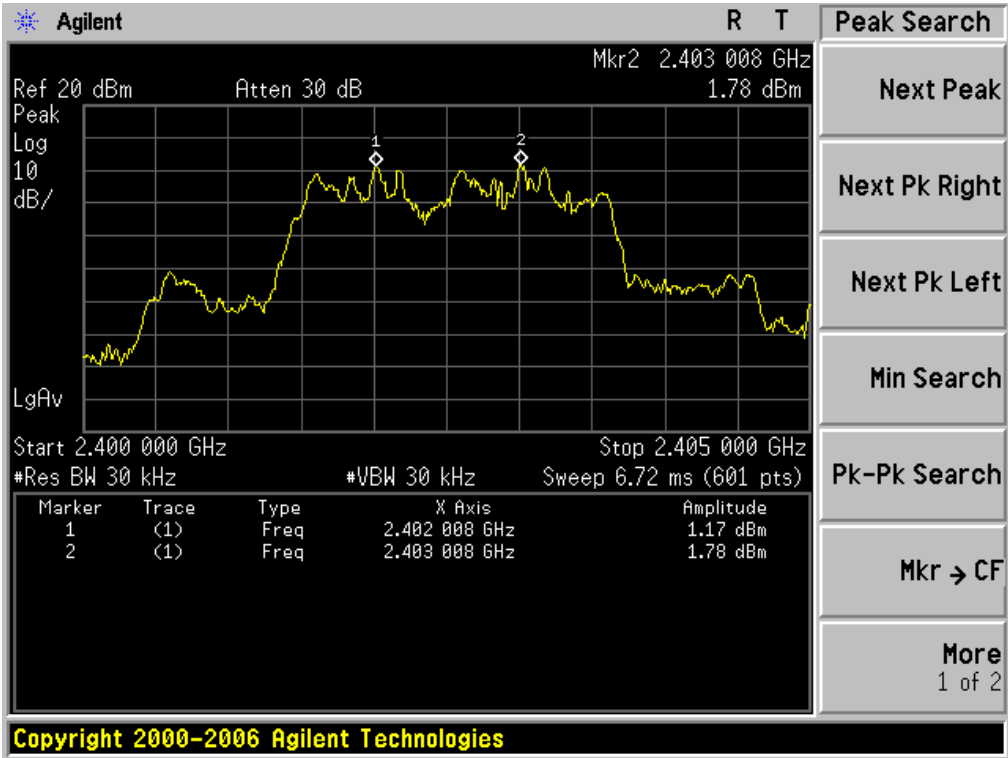 Agilent R T Peak Search
Mkr2 2.403 008 GHz
Ref 20 dBm Atten 30 dB 1.78 dBm
Peak
Log
10
dB/
1 2
LgAv
Start 2.400 000 GHz Stop 2.405 000 GHz
#Res BW 30 kHz #VBW 30 kHz Sweep 6.72 ms (601 pts)
Marker Trace Type X Axis Amplitude
1 (1) Freq 2.402 008 GHz 1.17 dBm
2 (1) Freq 2.403 008 GHz 1.78 dBm
Next Peak
Next Pk Right
Next Pk Left
Min Search
Pk-Pk Search
Mkr → CF
More
1 of 2
Copyright 2000-2006 Agilent Technologies